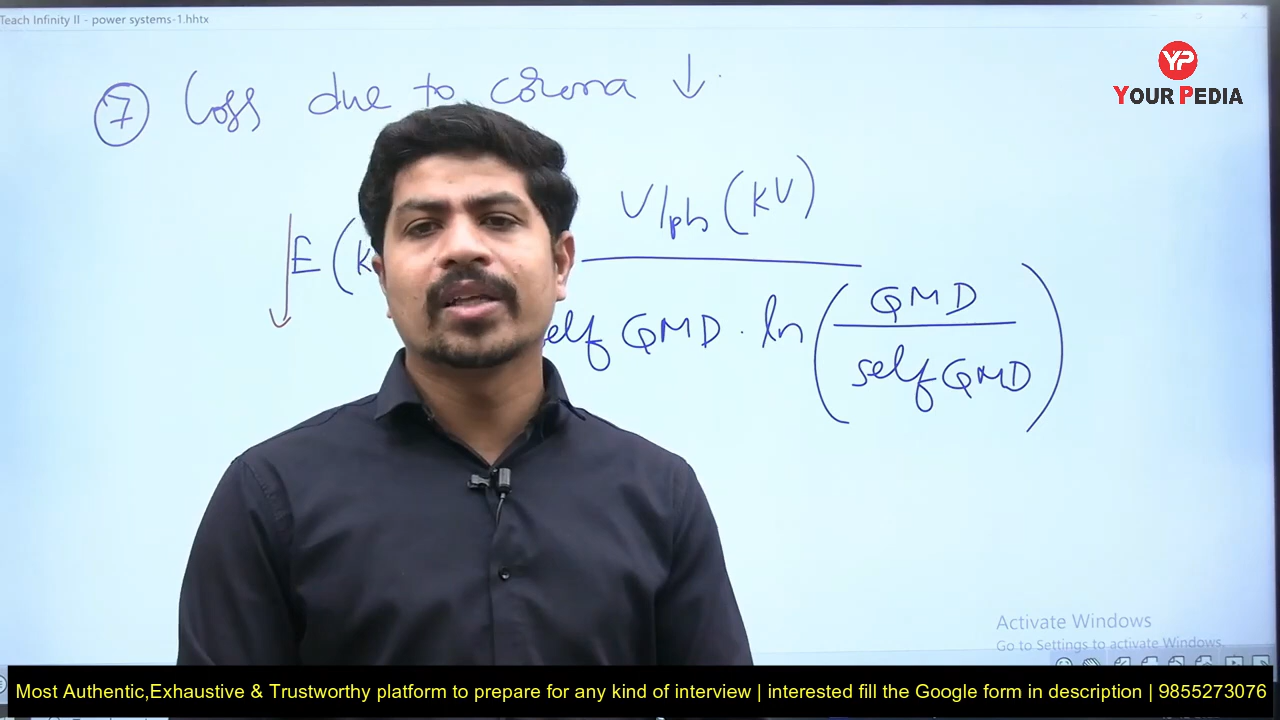 Teach Infinity II - power systems-1.hhtx
YP
YOUR PEDIA
7 Loss due to corona ↓
V/ph (kV)
E (k
self GMD . ln ( GMD
self GMD )
Activate Windows
Go to Settings to activate Windows.
Most Authentic,Exhaustive & Trustworthy platform to prepare for any kind of interview | interested fill the Google form in description | 9855273076